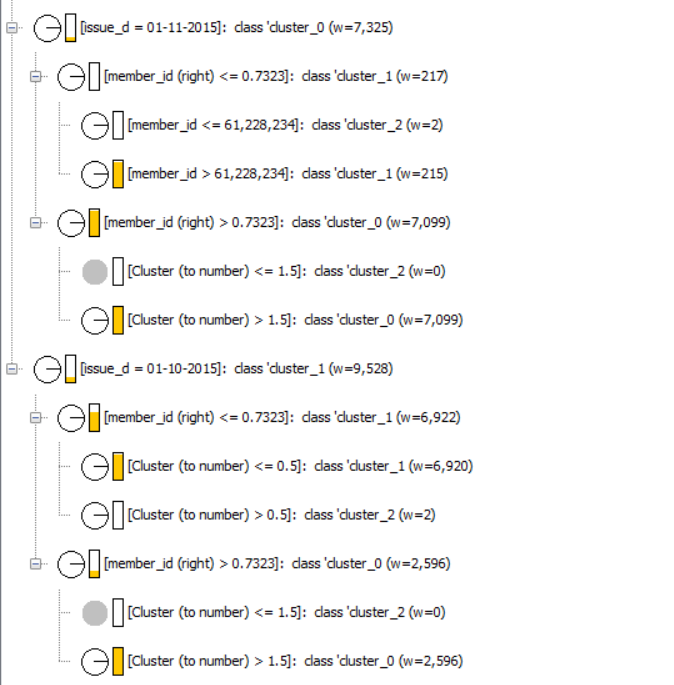 [issue_d = 01-11-2015]: class 'cluster_0 (w=7,325)
[member_id (right) <= 0.7323]: class 'cluster_1 (w=217)
[member_id <= 61,228,234]: class 'cluster_2 (w=2)
[member_id > 61,228,234]: class 'cluster_1 (w=215)
[member_id (right) > 0.7323]: class 'cluster_0 (w=7,099)
[Cluster (to number) <= 1.5]: class 'cluster_2 (w=0)
[Cluster (to number) > 1.5]: class 'cluster_0 (w=7,099)
[issue_d = 01-10-2015]: class 'cluster_1 (w=9,528)
[member_id (right) <= 0.7323]: class 'cluster_1 (w=6,922)
[Cluster (to number) <= 0.5]: class 'cluster_1 (w=6,920)
[Cluster (to number) > 0.5]: class 'cluster_2 (w=2)
[member_id (right) > 0.7323]: class 'cluster_0 (w=2,596)
[Cluster (to number) <= 1.5]: class 'cluster_2 (w=0)
[Cluster (to number) > 1.5]: class 'cluster_0 (w=2,596)